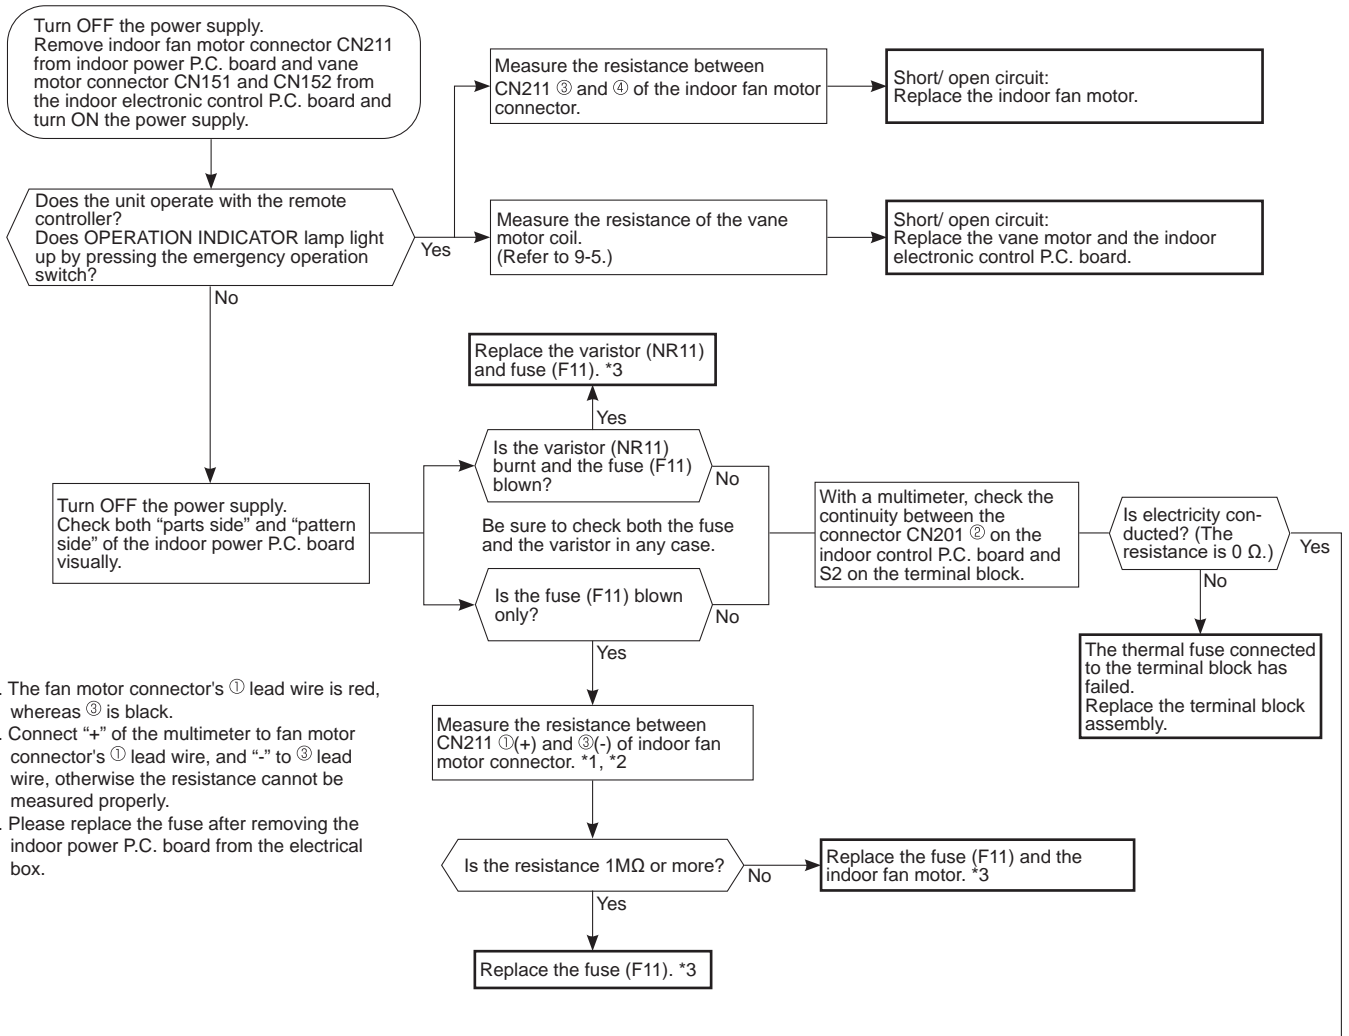 Turn OFF the power supply.
Remove indoor fan motor connector CN211
from indoor power P.C. board and vane
motor connector CN151 and CN152 from
the indoor electronic control P.C. board and
turn ON the power supply.
Measure the resistance between
CN211 ③ and ④ of the indoor fan motor
connector.
Short/ open circuit:
Replace the indoor fan motor.
Does the unit operate with the remote
controller?
Does OPERATION INDICATOR lamp light
up by pressing the emergency operation
switch?
Yes
Measure the resistance of the vane
motor coil.
(Refer to 9-5.)
Short/ open circuit:
Replace the vane motor and the indoor
electronic control P.C. board.
No
Replace the varistor (NR11)
and fuse (F11). *3
Yes
Is the varistor (NR11)
burnt and the fuse (F11)
blown?
No
Turn OFF the power supply.
Check both “parts side” and “pattern
side” of the indoor power P.C. board
visually.
Be sure to check both the fuse
and the varistor in any case.
With a multimeter, check the
continuity between the
connector CN201 ② on the
indoor control P.C. board and
S2 on the terminal block.
Is electricity con-
ducted? (The
resistance is 0 Ω.)
Yes
No
Is the fuse (F11) blown
only?
No
Yes
The thermal fuse connected
to the terminal block has
failed.
Replace the terminal block
assembly.
. The fan motor connector's ① lead wire is red,
whereas ③ is black.
. Connect “+” of the multimeter to fan motor
connector's ① lead wire, and “-” to ③ lead
wire, otherwise the resistance cannot be
measured properly.
. Please replace the fuse after removing the
indoor power P.C. board from the electrical
box.
Measure the resistance between
CN211 ①(+) and ③(-) of indoor fan
motor connector. *1, *2
Is the resistance 1MΩ or more?
No
Replace the fuse (F11) and the
indoor fan motor. *3
Yes
Replace the fuse (F11). *3